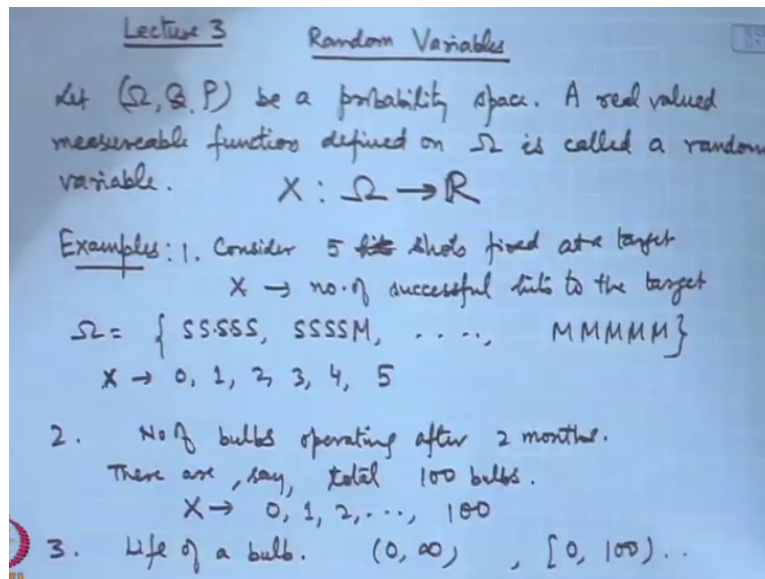 Lecture 3 Random Variables
Let (Ω, B, P) be a probability space. A real valued
measureable function defined on Ω is called a random
variable. X : Ω → R
Examples: 1. Consider 5 shots fired at a target
X → no. of successful hits to the target
Ω = { SSSSS, SSSSM, ...., MMMMM}
X → 0, 1, 2, 3, 4, 5
2. No of bulbs operating after 2 months.
There are, say, total 100 bulbs.
X → 0, 1, 2, ..., 100
3. Life of a bulb. (0, ∞) , [0, 100) ..